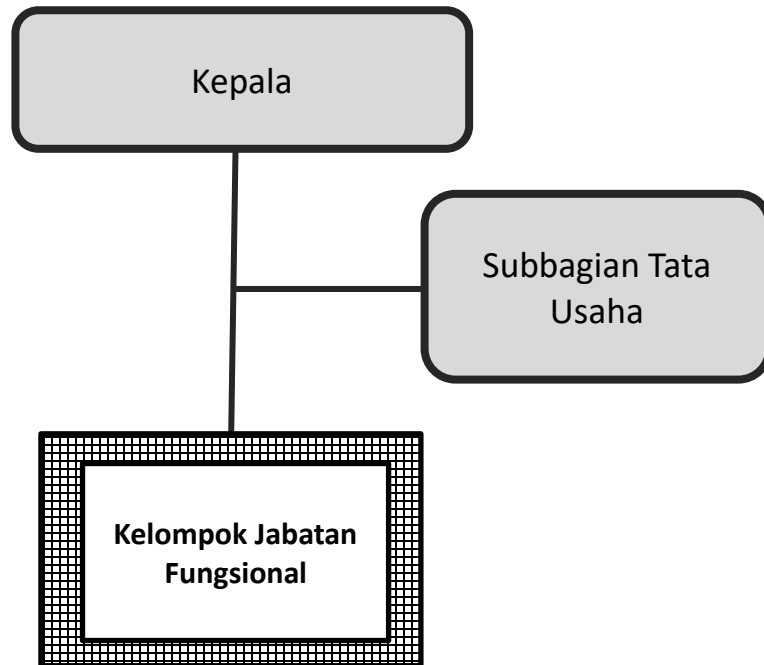 Kepala
Subbagian Tata
Usaha
Kelompok Jabatan
Fungsional